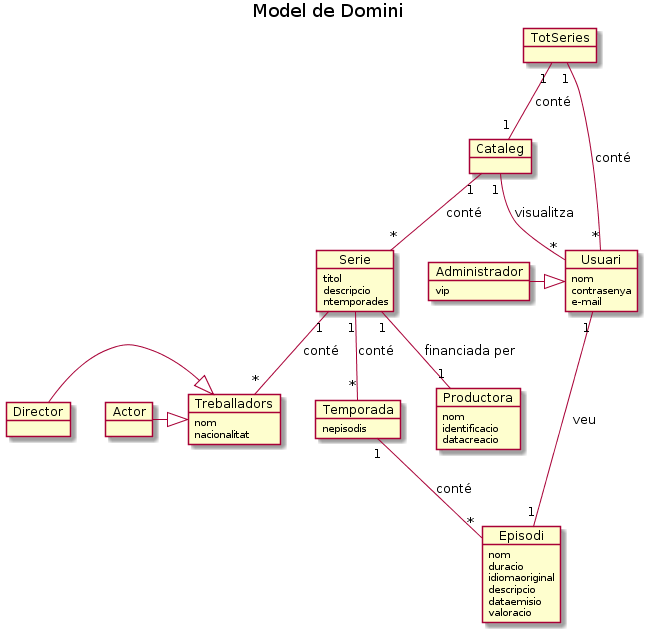 Model de Domini
TotSeries
1 1
conté
1
Cataleg
conté
1 1
conté
visualitza
* * *
Serie
titol
descripcio
ntemporades
Administrador
vip
Usuari
nom
contrasenya
e-mail
1 1 1 1
conté
conté
financiada per
* * 1
Director
Actor
Treballadors
nom
nacionalitat
Temporada
nepisodis
Productora
nom
identificacio
datacreacio
veu
1
conté
* 1
Episodi
nom
duracio
idiomaoriginal
descripcio
dataemisio
valoracio